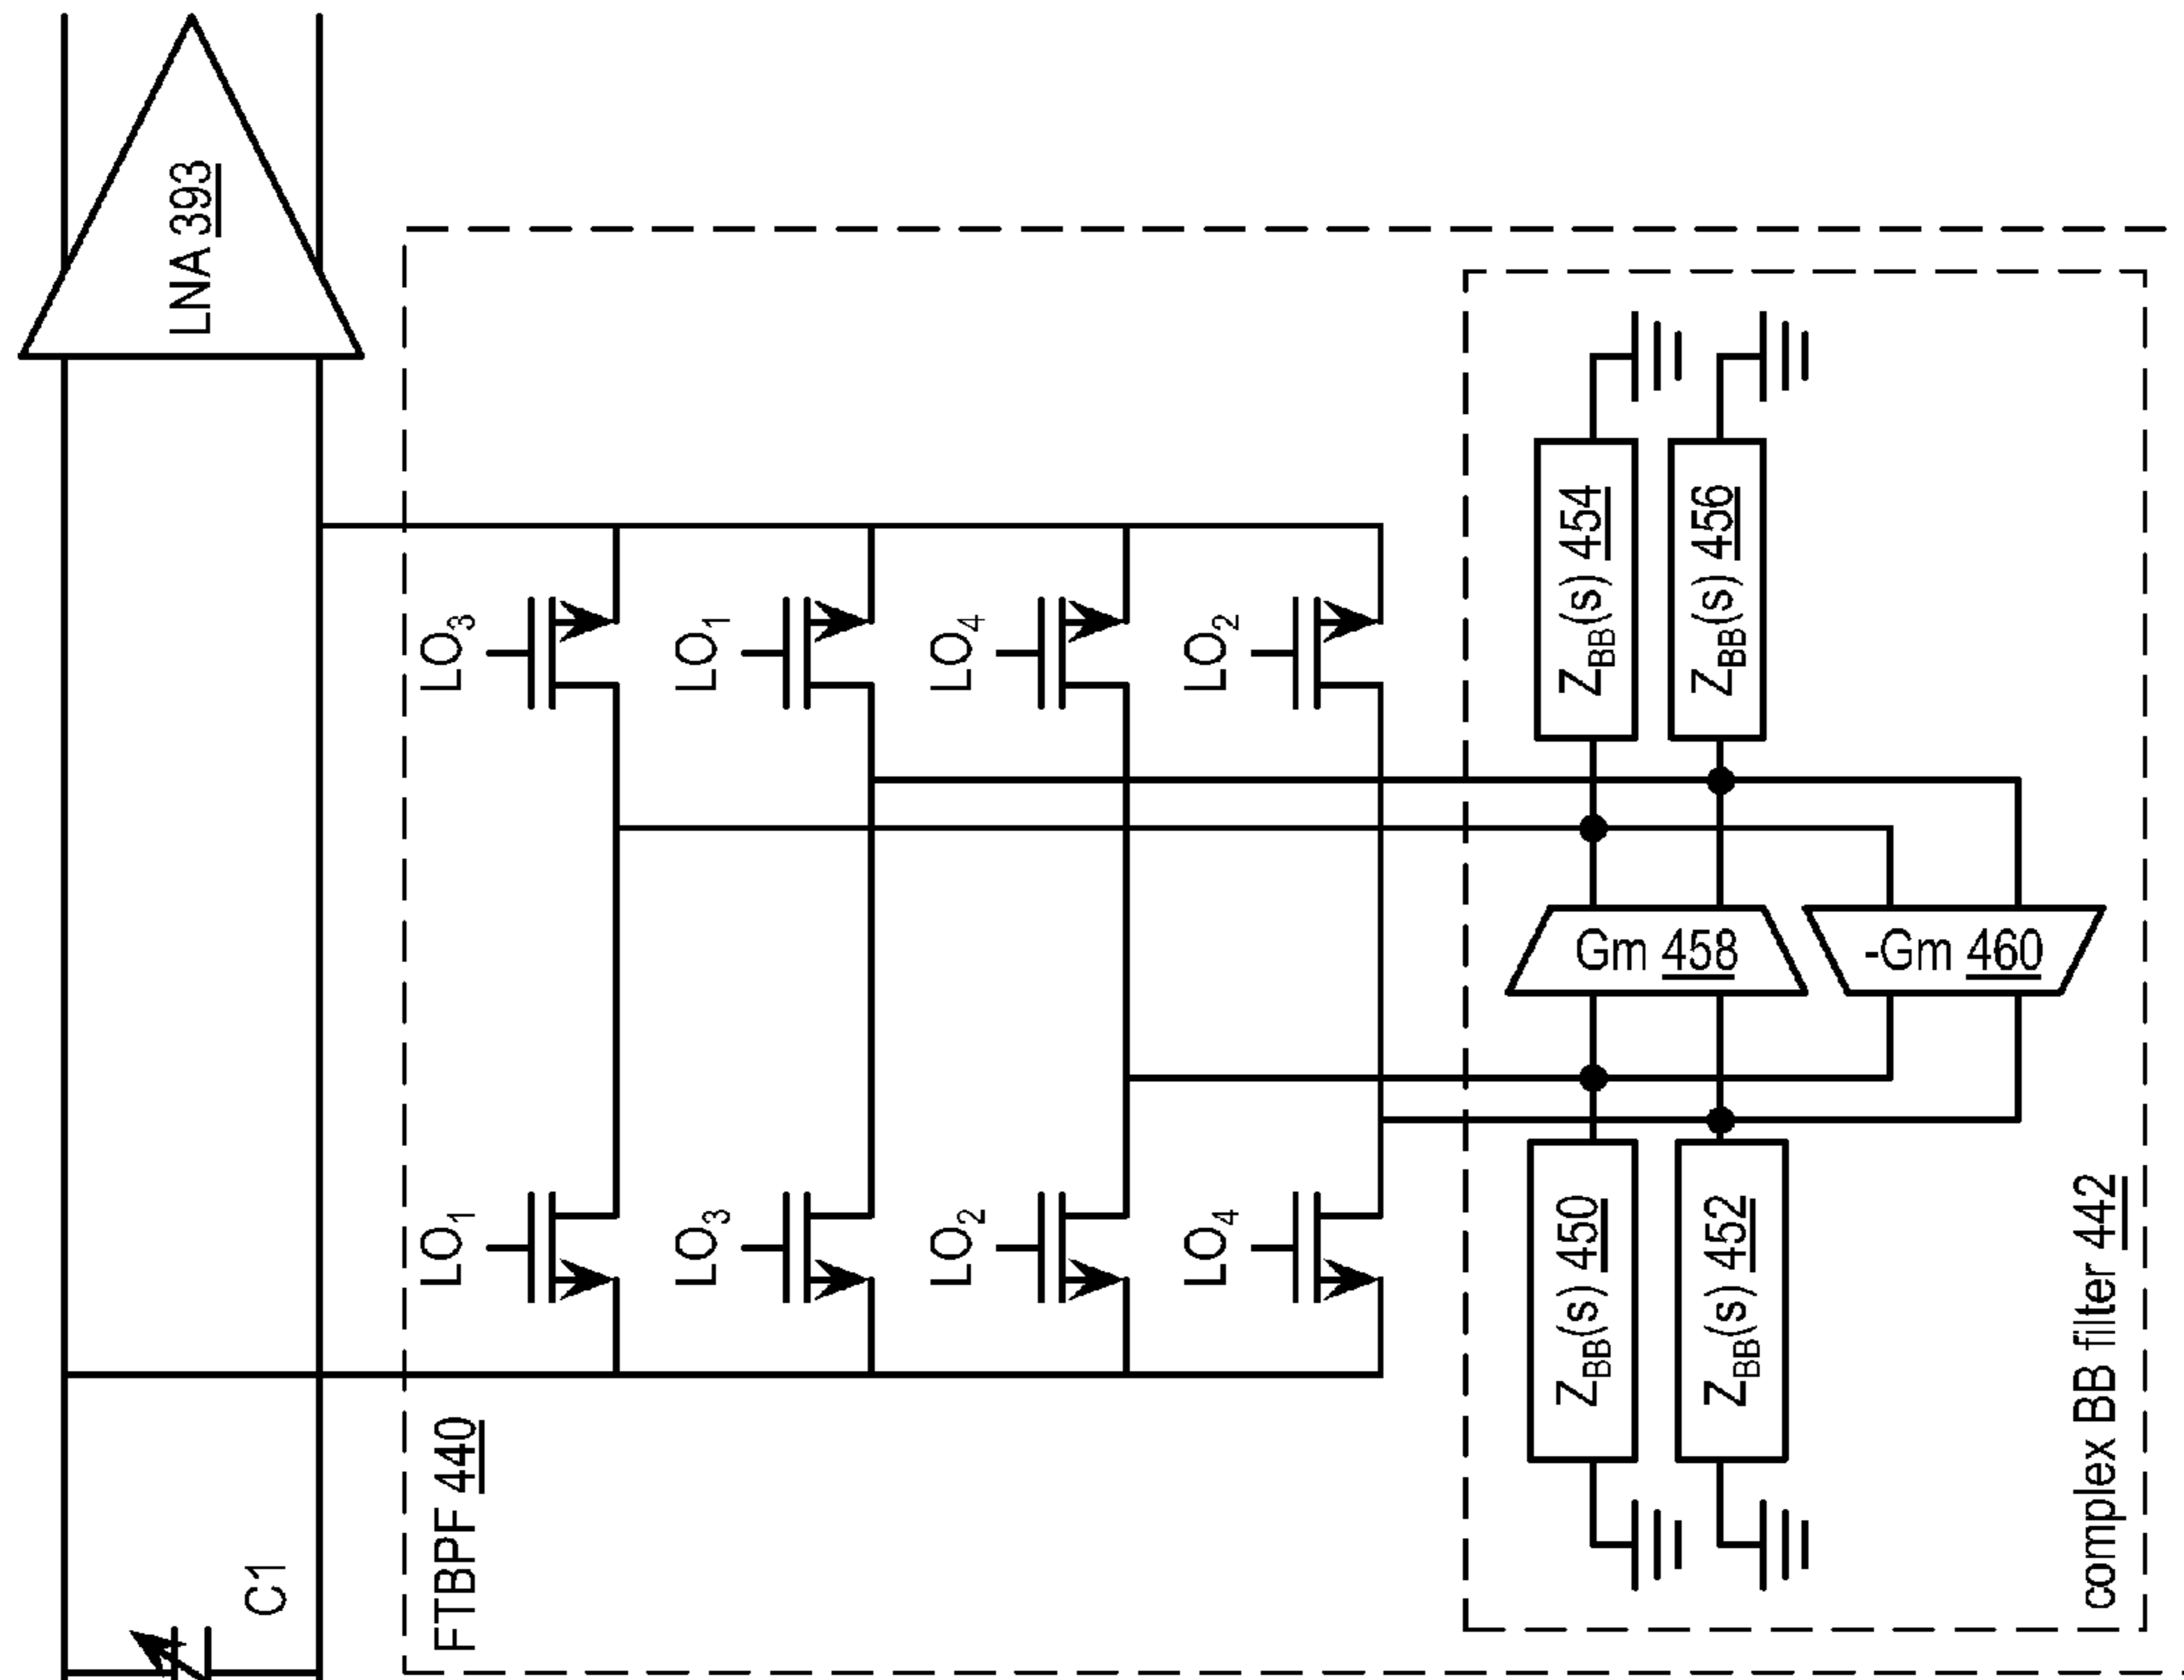 LNA 393
C1
FTBPF 440
LO1
LO3
LO3
LO1
LO2
LO4
LO4
LO2
ZBB(s) 450
ZBB(s) 454
ZBB(s) 452
ZBB(s) 456
Gm 458
-Gm 460
complex BB filter 442